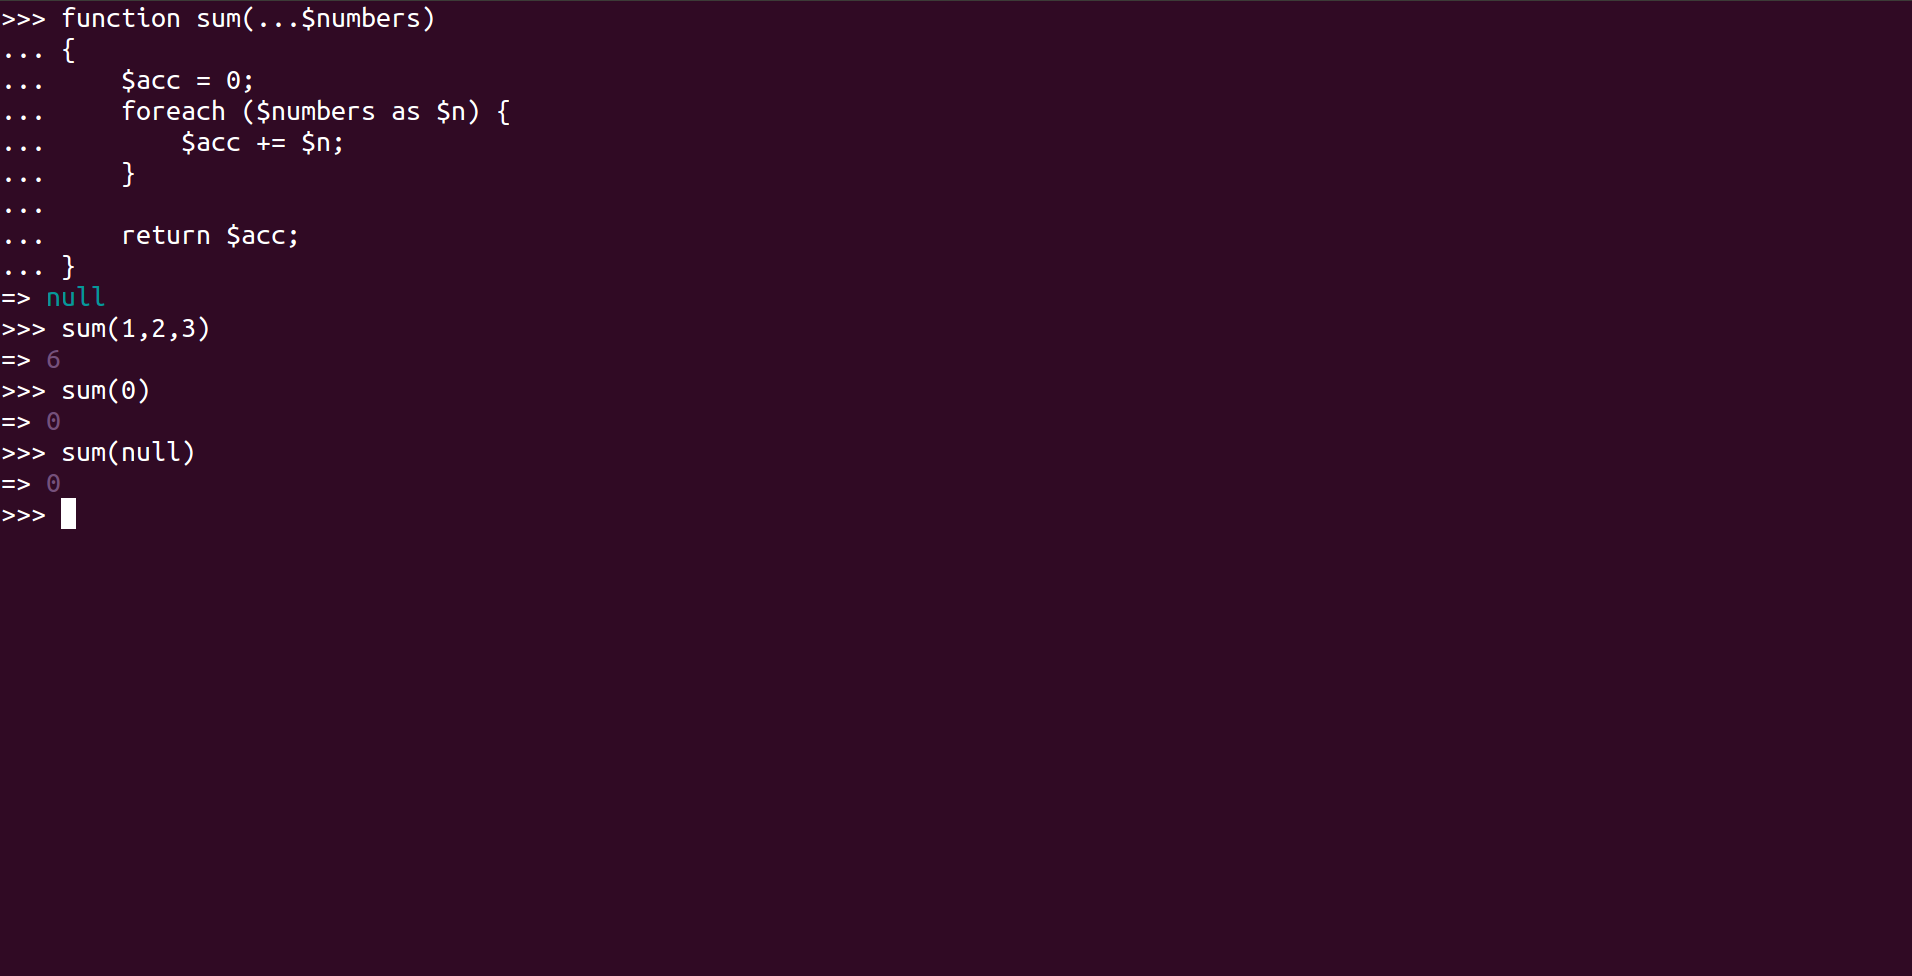 >>> function sum(...$numbers)
... {
...     $acc = 0;
...     foreach ($numbers as $n) {
...         $acc += $n;
...     }
...
...     return $acc;
... }
=> null
>>> sum(1,2,3)
=> 6
>>> sum(0)
=> 0
>>> sum(null)
=> 0
>>>